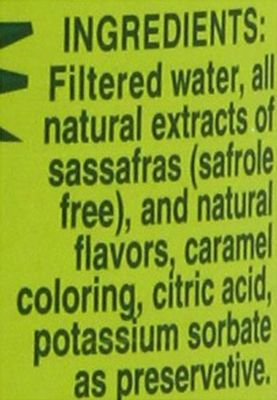 INGREDIENTS:
Filtered water, all
natural extracts of
sassafras (safrole
free), and natural
flavors, caramel
coloring, citric acid,
potassium sorbate
as preservative.